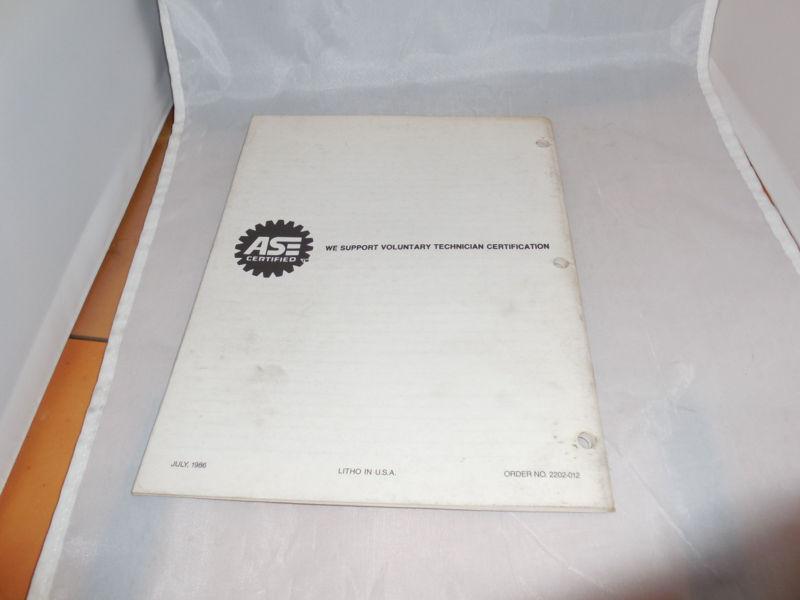 ASE
CERTIFIED
WE SUPPORT VOLUNTARY TECHNICIAN CERTIFICATION
JULY, 1986
LITHO IN U.S.A.
ORDER NO. 2202-012